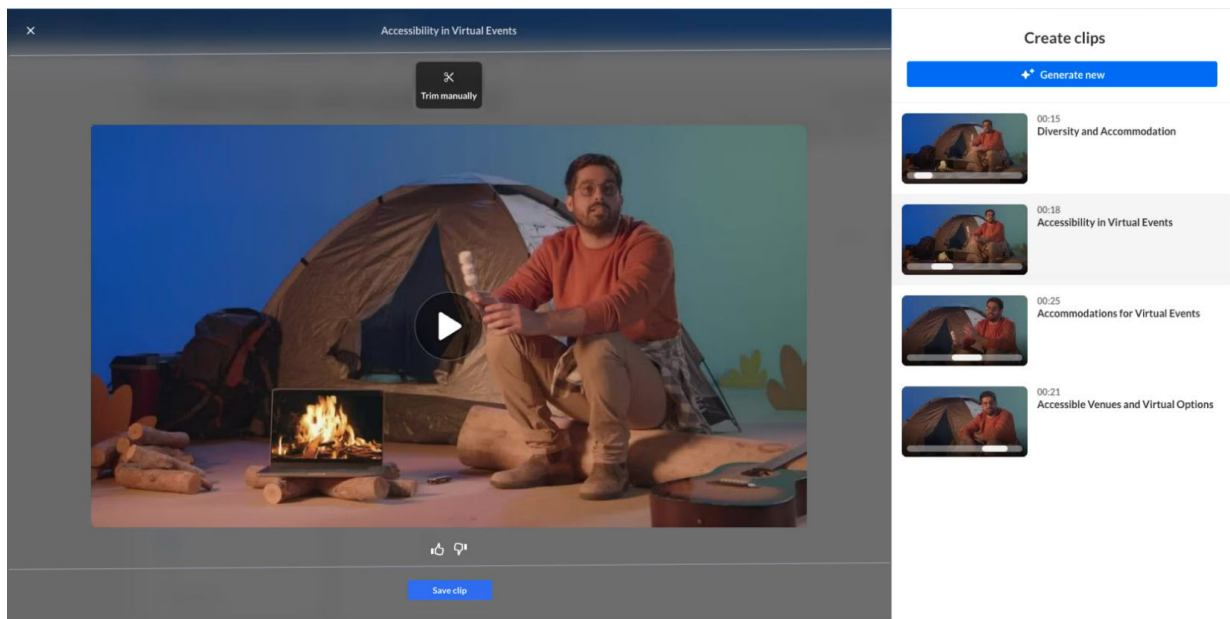 Accessibility in Virtual Events
Trim manually
Save clip
Create clips
Generate new
00:15
Diversity and Accommodation
00:18
Accessibility in Virtual Events
00:25
Accommodations for Virtual Events
00:21
Accessible Venues and Virtual Options